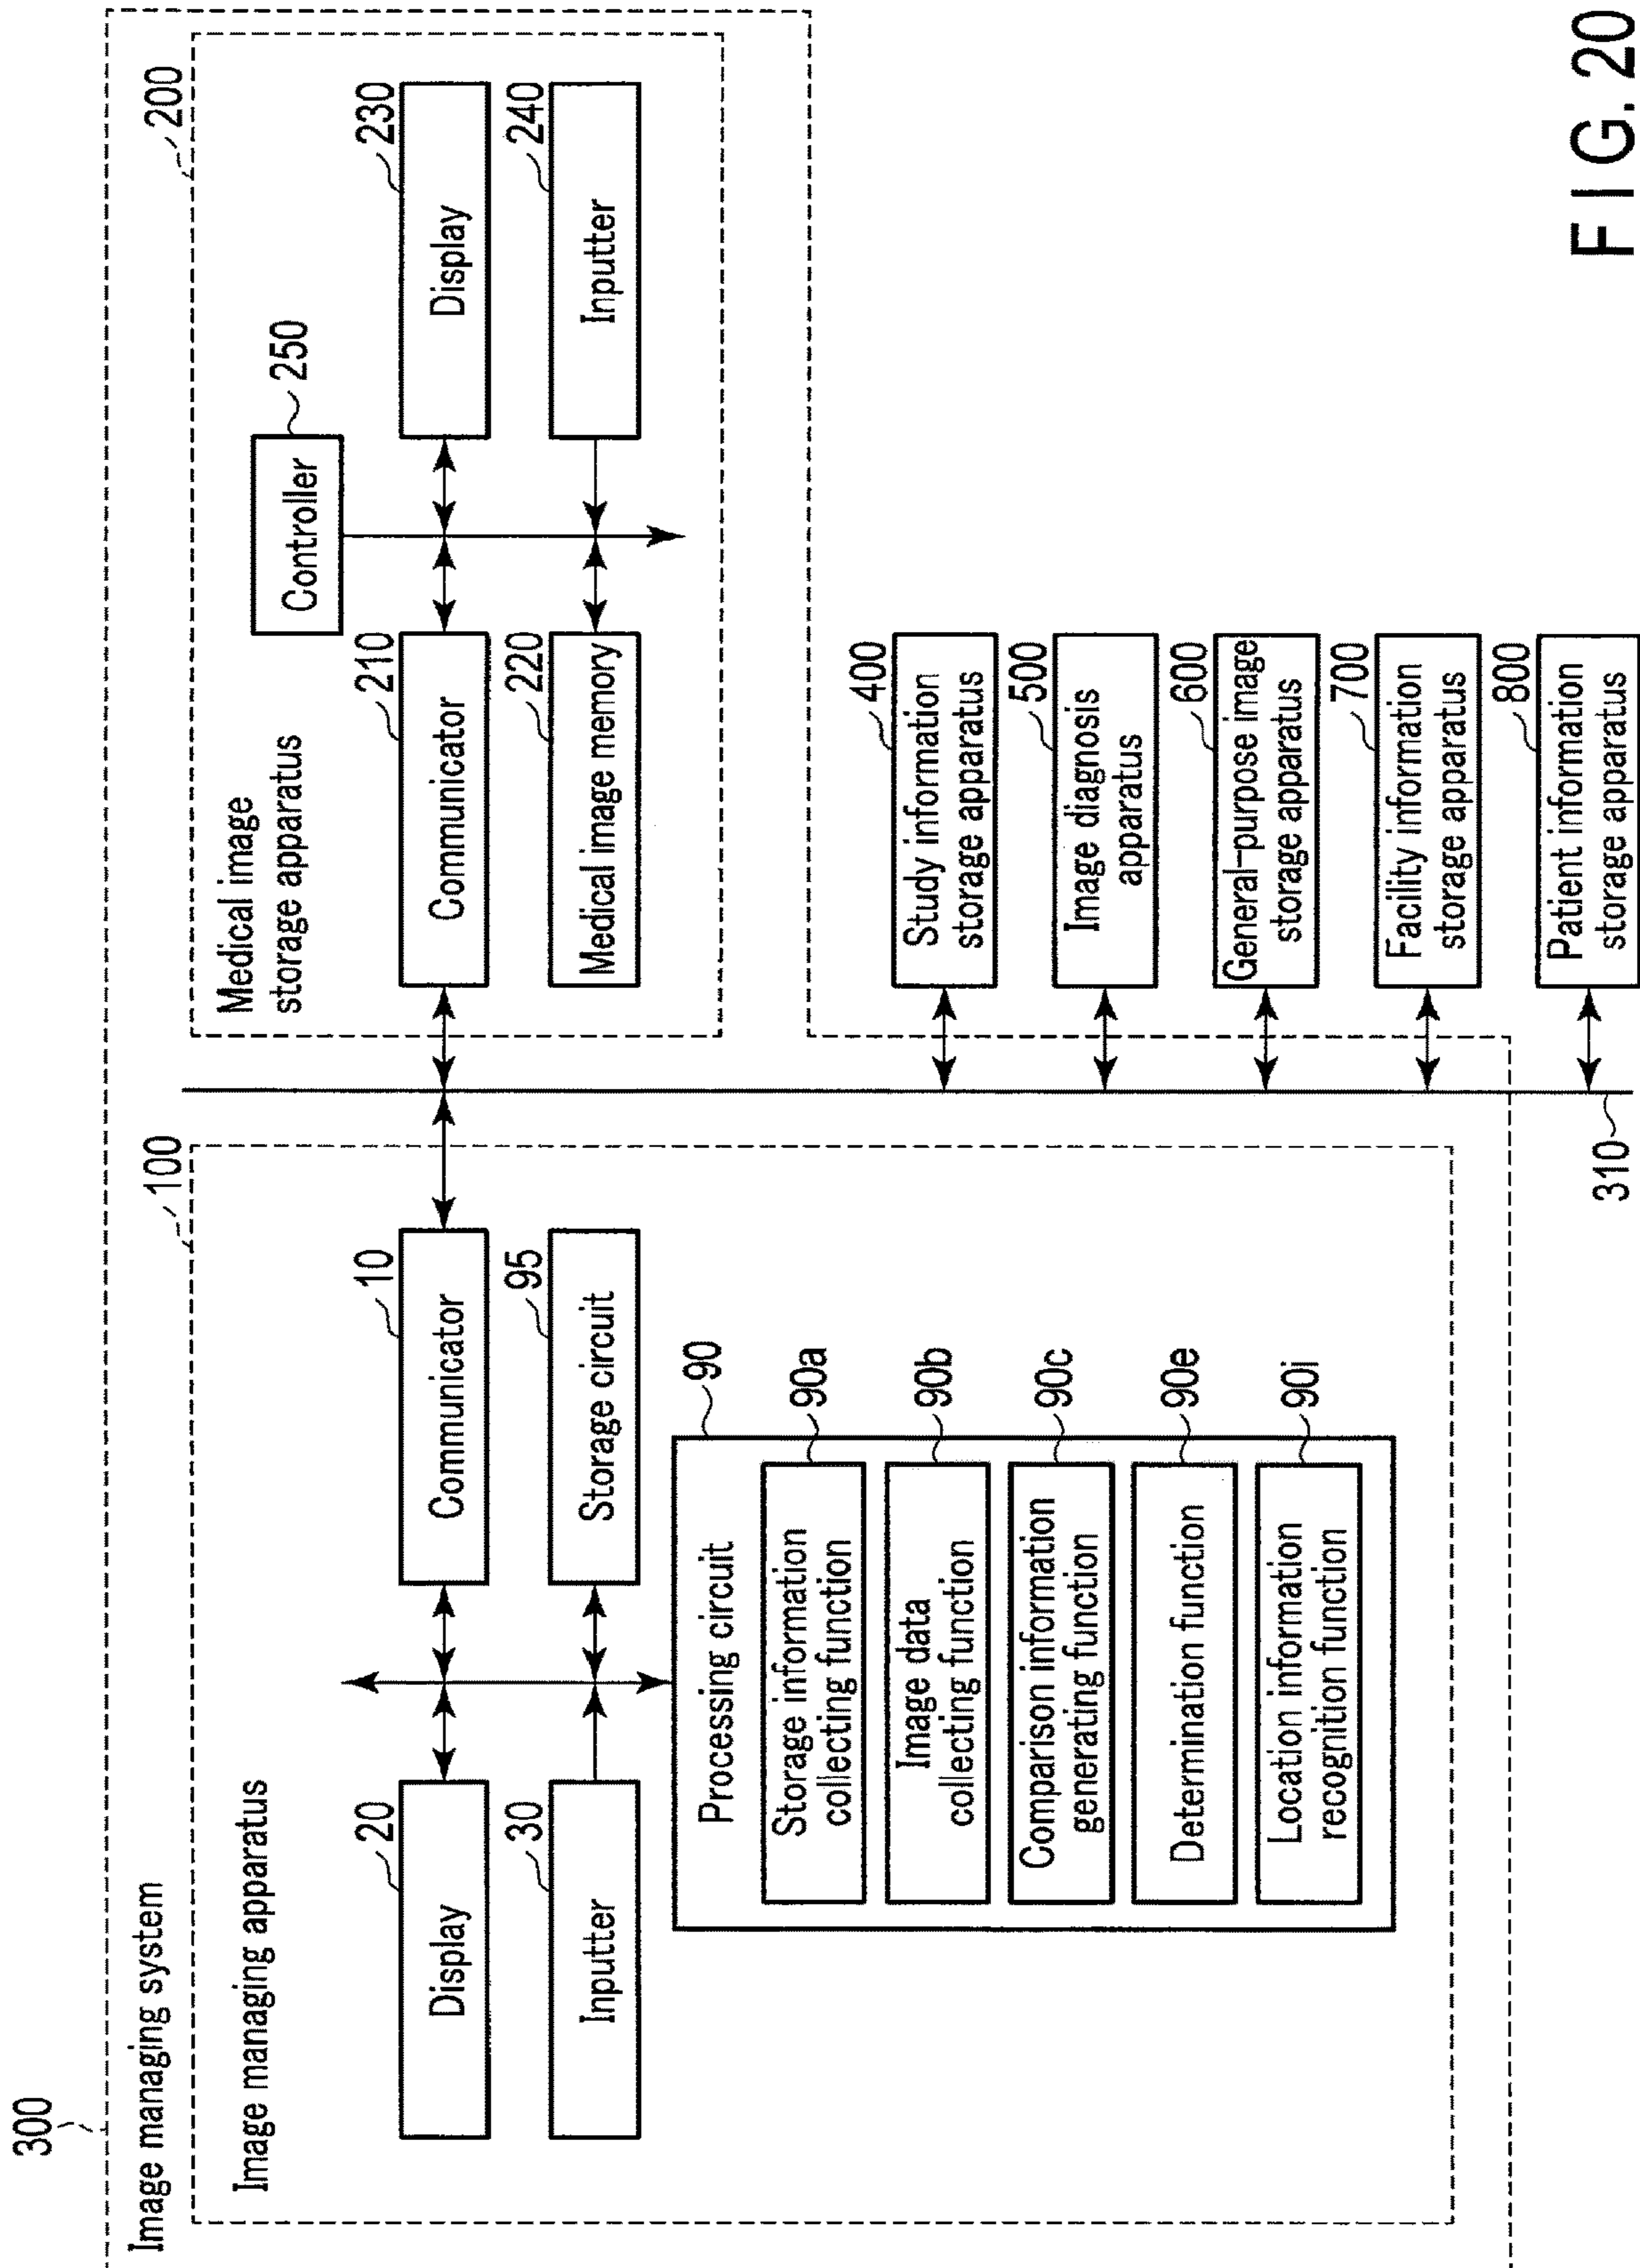 300
Image managing system
100
Image managing apparatus
20
Display
10
Communicator
30
Inputter
95
Storage circuit
90
Processing circuit
90a
Storage information
collecting function
90b
Image data
collecting function
90c
Comparison information
generating function
90e
Determination function
90i
Location information
recognition function
200
Medical image
storage apparatus
250
Controller
210
Communicator
230
Display
220
Medical image memory
240
Inputter
400
Study information
storage apparatus
500
Image diagnosis
apparatus
600
General-purpose image
storage apparatus
700
Facility information
storage apparatus
800
Patient information
storage apparatus
310
FIG. 20